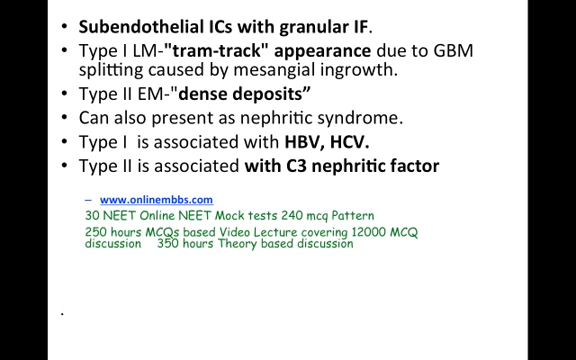 • Subendothelial ICs with granular IF.
• Type I LM-"tram-track" appearance due to GBM
splitting caused by mesangial ingrowth.
• Type II EM-"dense deposits”
• Can also present as nephritic syndrome.
• Type I is associated with HBV, HCV.
• Type II is associated with C3 nephritic factor
– www.onlinembbs.com
30 NEET Online NEET Mock tests 240 mcq Pattern
250 hours MCQs based Video Lecture covering 12000 MCQ
discussion 350 hours Theory based discussion
.